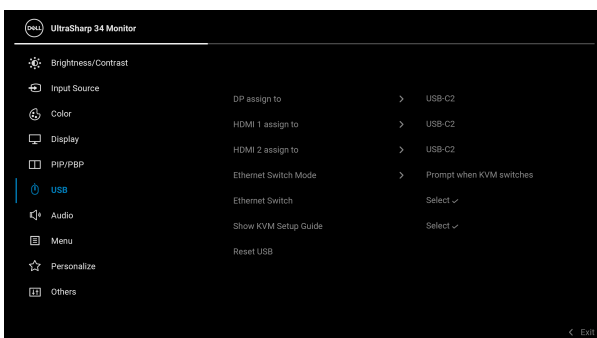 DELL UltraSharp 34 Monitor
Brightness/Contrast
Input Source
Color
Display
PIP/PBP
USB
Audio
Menu
Personalize
Others
DP assign to > USB-C2
HDMI 1 assign to > USB-C2
HDMI 2 assign to > USB-C2
Ethernet Switch Mode > Prompt when KVM switches
Ethernet Switch Select ✓
Show KVM Setup Guide Select ✓
Reset USB
< Exit